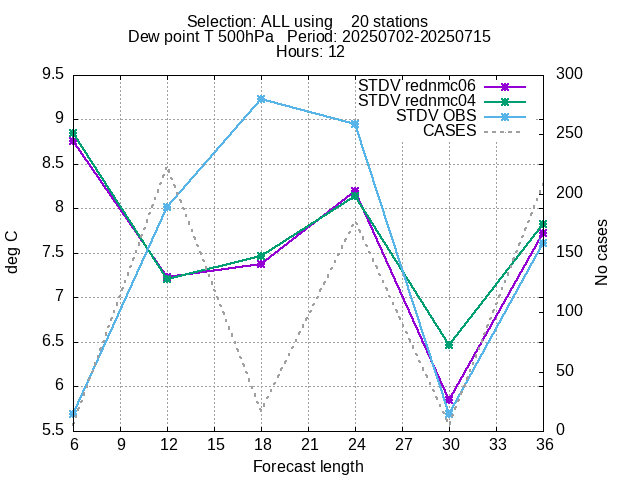 Selection: ALL using    20 stations
Dew point T 500hPa   Period: 20250702-20250715
Hours: 12
STDV rednmc06
STDV rednmc04
STDV OBS
CASES
9.5
9
8.5
8
7.5
7
6.5
6
5.5
300
250
200
150
100
50
0
deg C
No cases
6 9 12 15 18 21 24 27 30 33 36
Forecast length